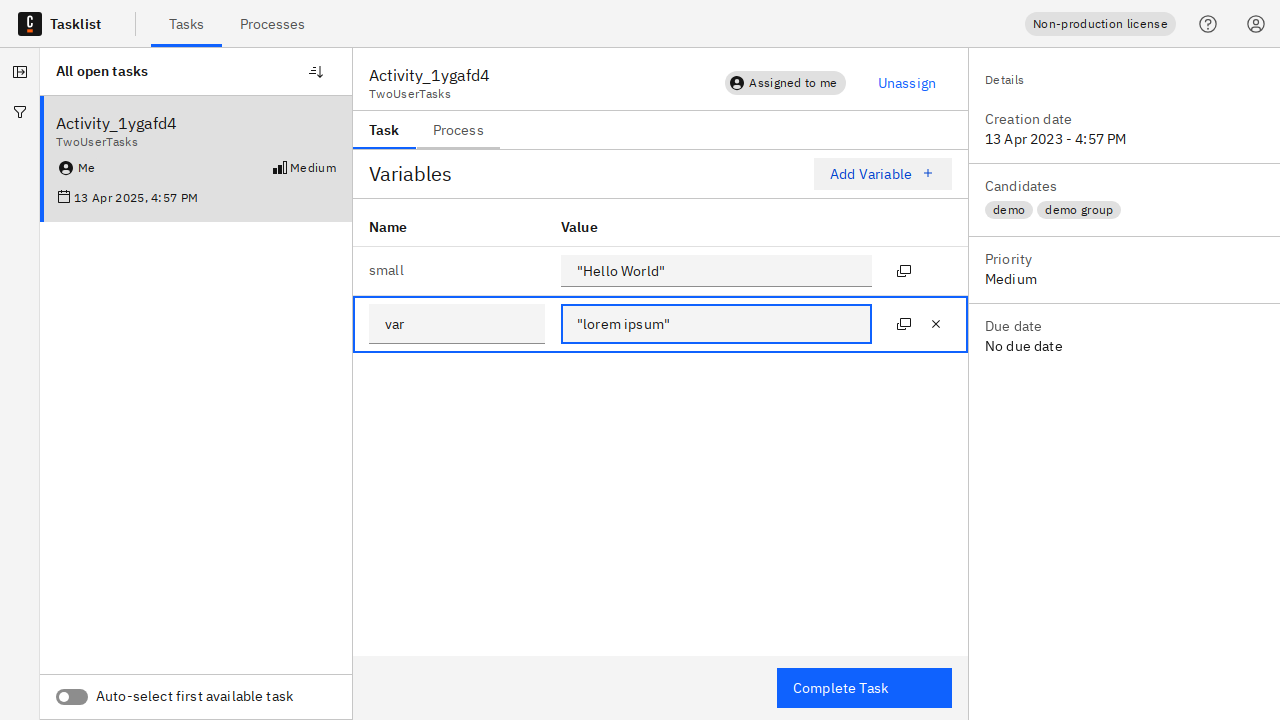 Tasklist
Tasks
Processes
Non-production license
All open tasks
Activity_1ygafd4
TwoUserTasks
Me
Medium
13 Apr 2025, 4:57 PM
Auto-select first available task
Activity_1ygafd4
TwoUserTasks
Assigned to me
Unassign
Task
Process
Variables
Add Variable +
Name
Value
small
"Hello World"
var
"lorem ipsum"
Complete Task
Details
Creation date
13 Apr 2023 - 4:57 PM
Candidates
demo
demo group
Priority
Medium
Due date
No due date